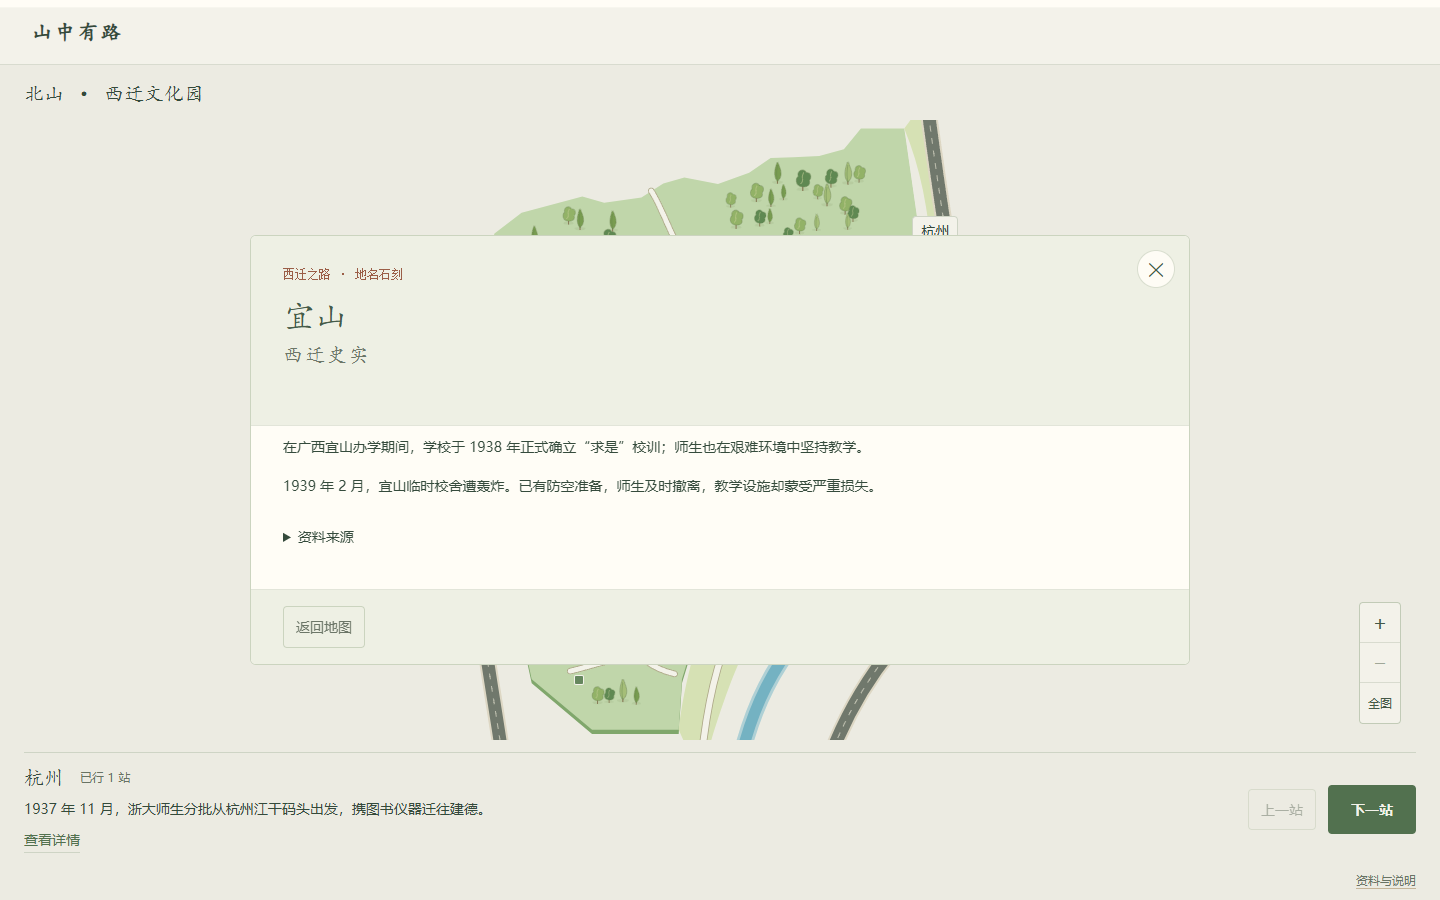 山中有路
北山 • 西迁文化园
杭州
西迁之路 · 地名石刻
宜山
西迁史实
在广西宜山办学期间，学校于 1938 年正式确立“求是”校训；师生也在艰难环境中坚持教学。
1939 年 2 月，宜山临时校舍遭轰炸。已有防空准备，师生及时撤离，教学设施却蒙受严重损失。
▶ 资料来源
返回地图
+
−
全图
杭州 已行 1 站
1937 年 11 月，浙大师生分批从杭州江干码头出发，携图书仪器迁往建德。
查看详情
上一站
下一站
资料与说明